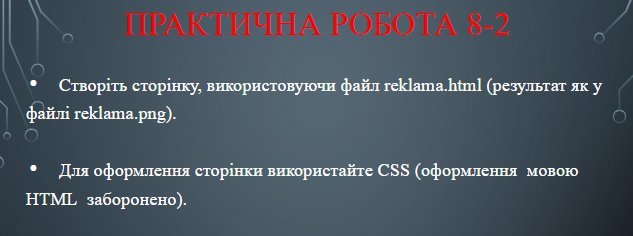 ПРАКТИЧНА РОБОТА 8-2
• Створіть сторінку, використовуючи файл reklama.html (результат як у
файлі reklama.png).
• Для оформлення сторінки використайте CSS (оформлення мовою
HTML заборонено).